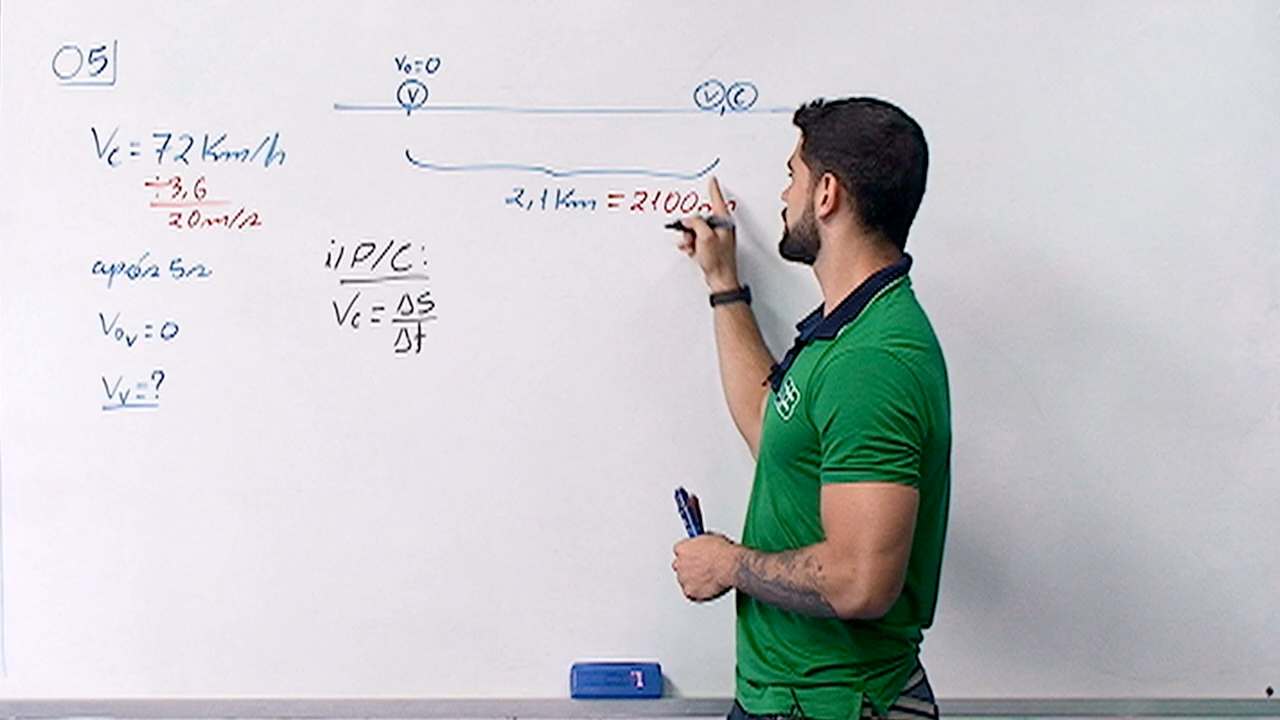 05
V₀=0
V
V, C
Vc = 72 Km/h
÷3,6
20m/s
após 5s
V₀ᵥ = 0
Vᵥ = ?
2,1 Km = 2100m
i) P/C:
Vc = ΔS/Δt